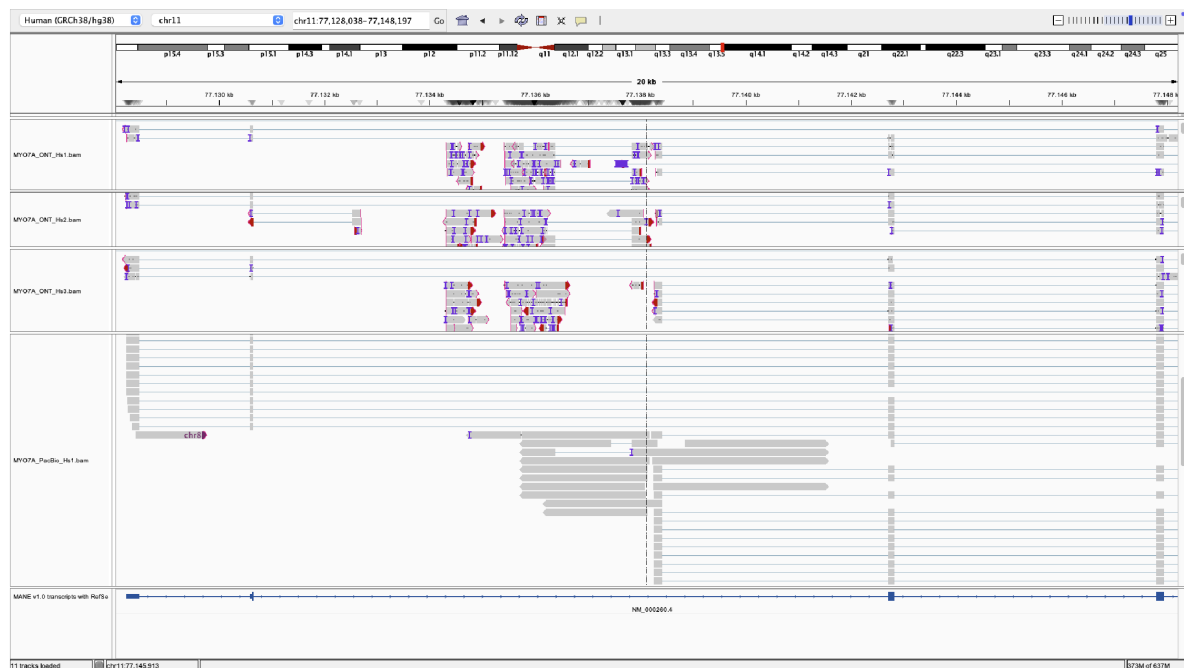 Human (GRCh38/hg38) chr11 chr11:77,128,038-77,148,197 Go
p15.4 p15.3 p15.1 p14.3 p14.1 p13 p12 p11.2 p11.12 q11 q12.1 q12.2 q13.1 q13.3 q13.4 q13.5 q14.1 q14.2 q14.3 q21 q22.1 q22.3 q23.1 q23.3 q24.1 q24.2 q24.3 q25
20 kb
77.130 kb 77.132 kb 77.134 kb 77.136 kb 77.138 kb 77.140 kb 77.142 kb 77.144 kb 77.146 kb 77.148 k
MYO7A_ONT_Hs1.bam
MYO7A_ONT_Hs2.bam
MYO7A_ONT_Hs3.bam
chr8
MYO7A_PacBio_Hs1.bam
MANE v1.0 transcripts with RefSe
NM_000260.4
11 tracks loaded chr11:77,145,913 373M of 637M